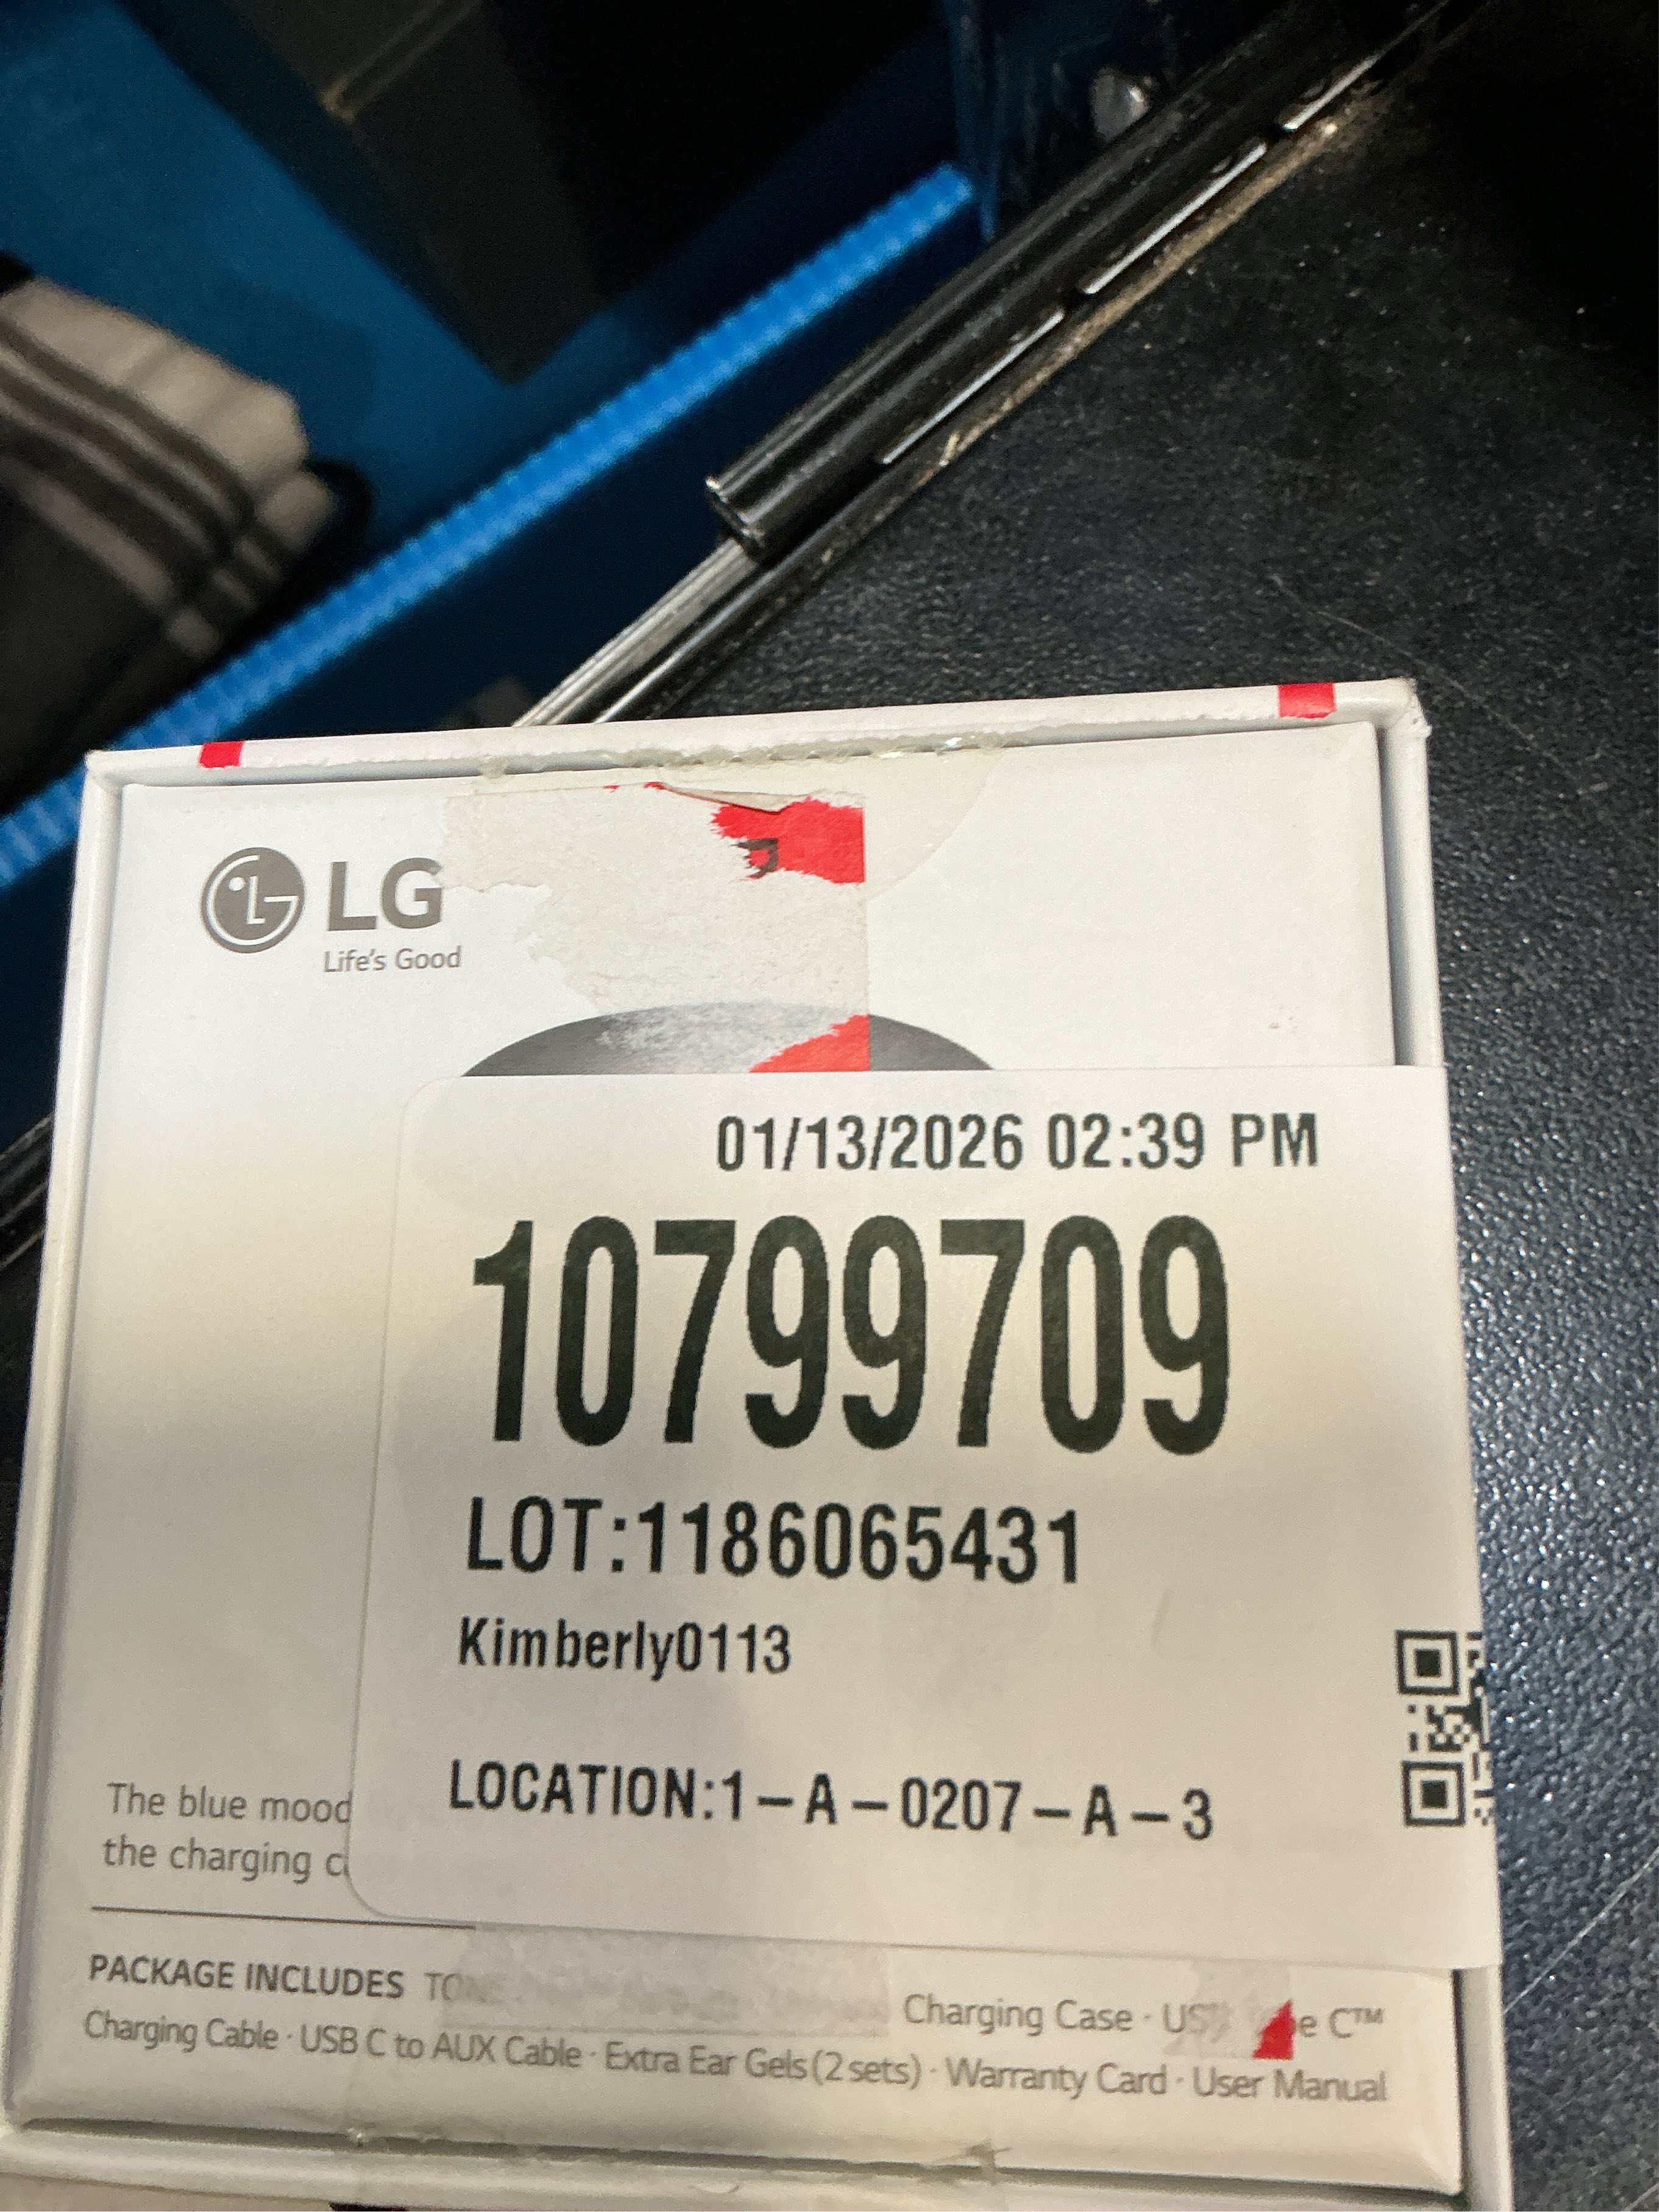 LG
Life's Good
01/13/2026 02:39 PM
10799709
LOT:1186065431
Kimberly0113
LOCATION:1-A-0207-A-3
The blue mood
the charging
PACKAGE INCLUDES Charging Case · C™
Charging Cable · USB C to AUX Cable · Extra Ear Gels (2 sets) · Warranty Card · User Manual